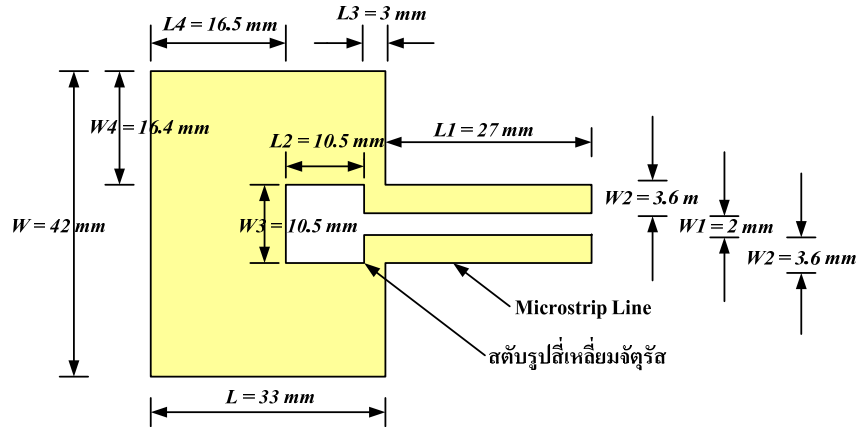 L3 = 3 mm
L4 = 16.5 mm
W4 = 16.4 mm
L2 = 10.5 mm
L1 = 27 mm
W2 = 3.6 m
W = 42 mm
W3 = 10.5 mm
W1 = 2 mm
W2 = 3.6 mm
Microstrip Line
สตับรูปสี่เหลี่ยมจัตุรัส
L = 33 mm